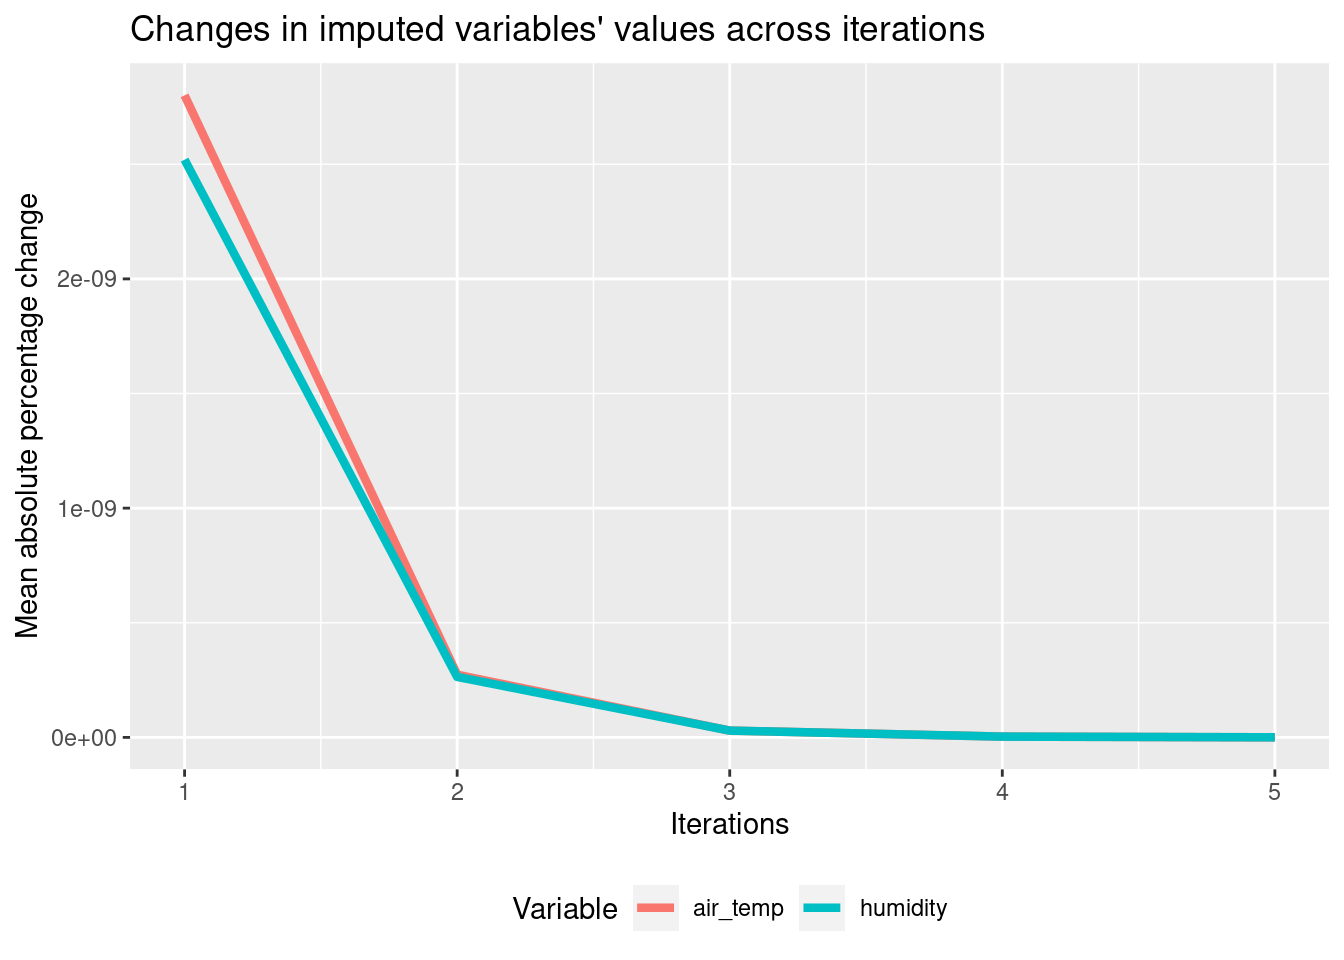 Changes in imputed variables' values across iterations
Mean absolute percentage change
2e-09
1e-09
0e+00
1 2 3 4 5
Iterations
Variable air_temp humidity